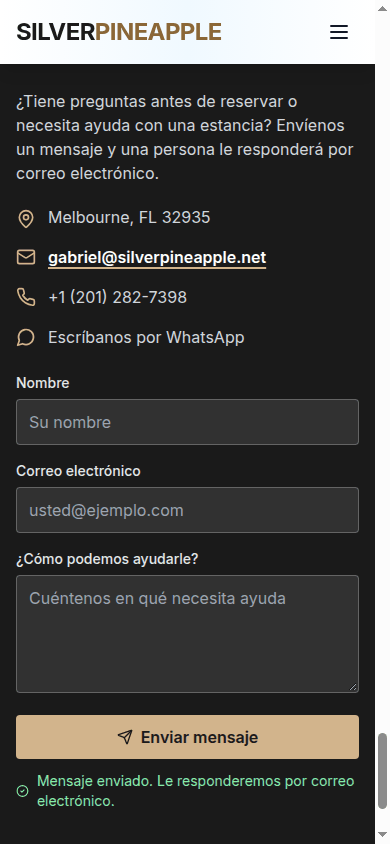 SILVERPINEAPPLE
¿Tiene preguntas antes de reservar o
necesita ayuda con una estancia? Envíenos
un mensaje y una persona le responderá por
correo electrónico.
Melbourne, FL 32935
gabriel@silverpineapple.net
+1 (201) 282-7398
Escríbanos por WhatsApp
Nombre
Su nombre
Correo electrónico
usted@ejemplo.com
¿Cómo podemos ayudarle?
Cuéntenos en qué necesita ayuda
Enviar mensaje
Mensaje enviado. Le responderemos por correo
electrónico.